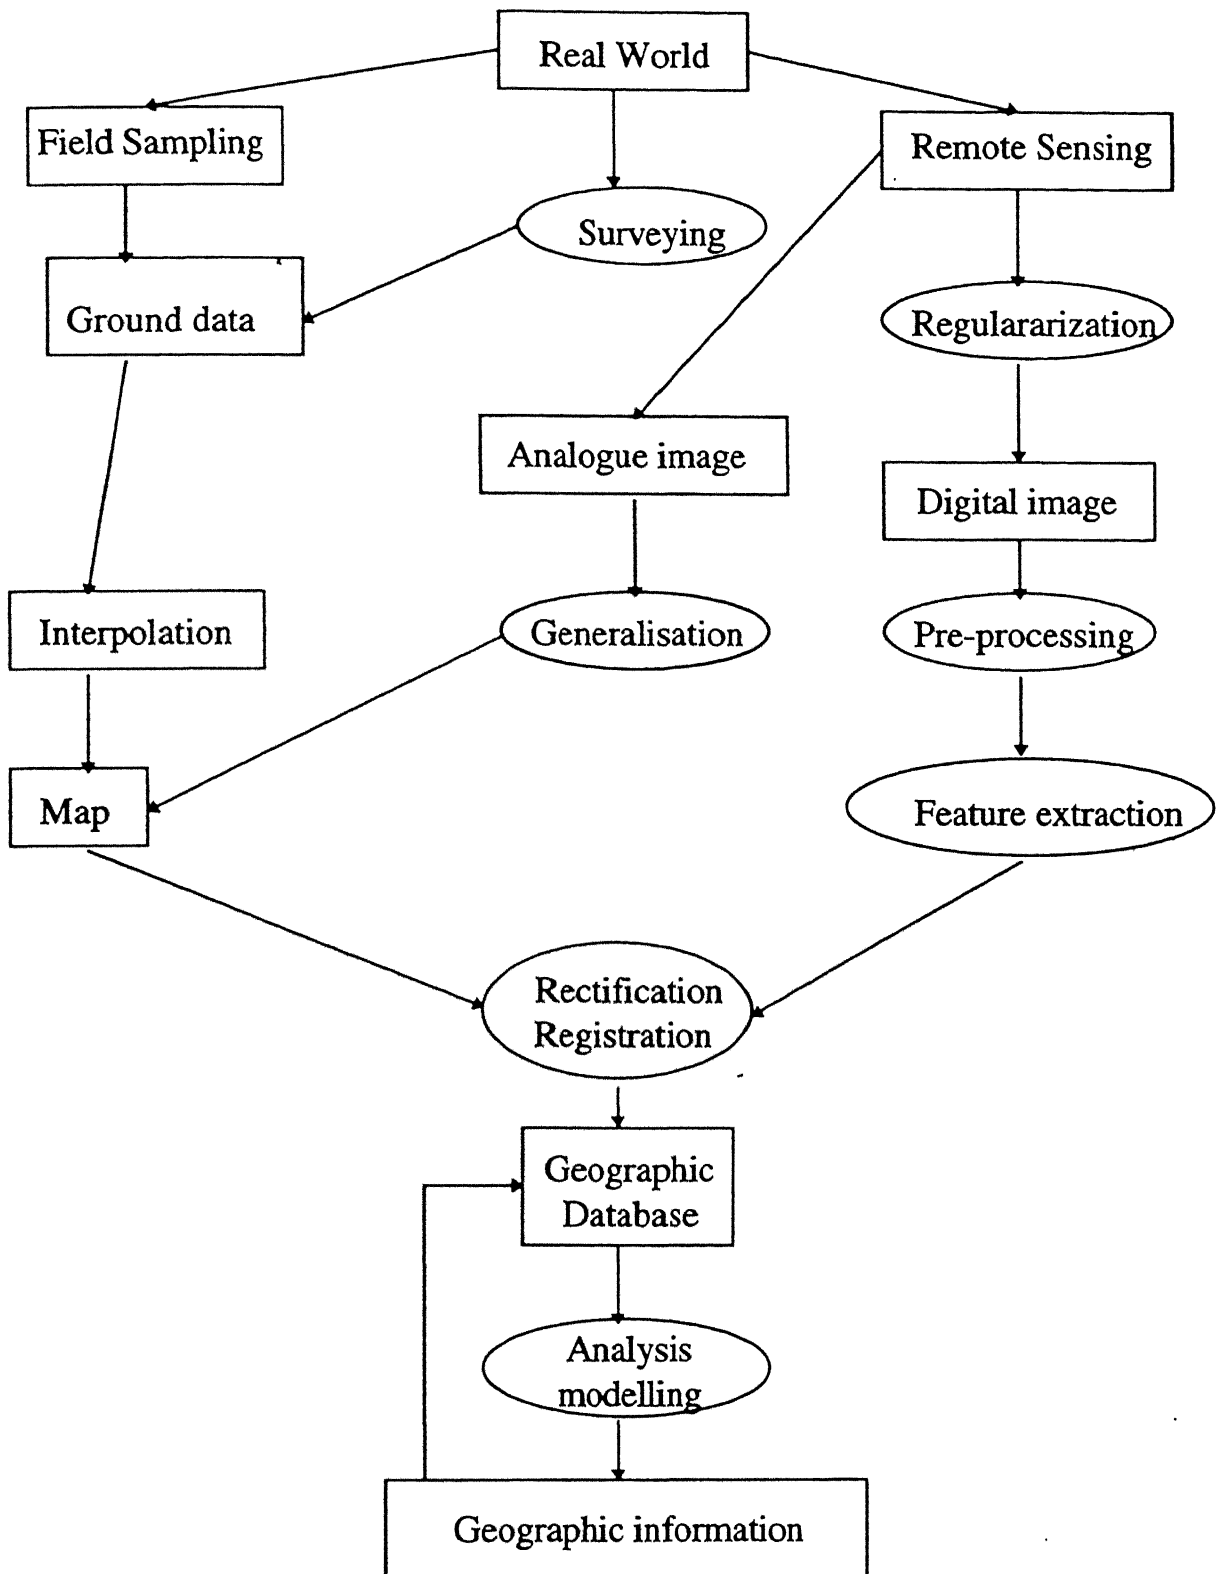 Real World
Field Sampling
Remote Sensing
Surveying
Ground data
Regulararization
Analogue image
Digital image
Interpolation
Generalisation
Pre-processing
Map
Feature extraction
Rectification
Registration
Geographic
Database
Analysis
modelling
Geographic information